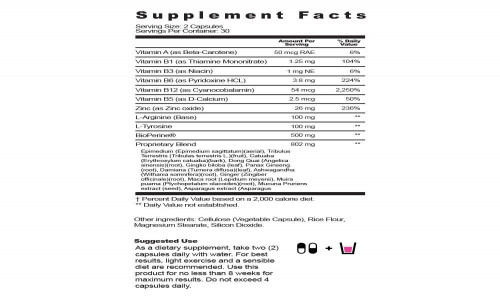 Supplement Facts
Serving Size: 2 Capsules
Servings Per Container: 30
Amount Per Serving % Daily Value
Vitamin A (as Beta-Carotene) 50 mcg RAE 6%
Vitamin B1 (as Thiamine Mononitrate) 1.25 mg 104%
Vitamin B3 (as Niacin) 1 mg NE 6%
Vitamin B6 (as Pyridoxine HCL) 3.8 mg 224%
Vitamin B12 (as Cyanocobalamin) 54 mcg 2,250%
Vitamin B5 (as D-Calcium) 2.5 mcg 50%
Zinc (as Zinc oxide) 26 mg 236%
L-Arginine (Base) 100 mg **
L-Tyrosine 100 mg **
BioPerine® 500 mg **
Proprietary Blend 802 mg **
Epimedium (Epimedium sagittatum)(aerial), Tribulus
Terrestris (Tribulus terrestris L.)(fruit), Catuaba
(Erythroxylum catuaba)(bark), Dong Quai (Angelica
sinensis)(root), Gingko biloba (leaf), Panax Ginseng
(root), Damiana (Turnera diffusa)(leaf), Ashwagandha
(Withania somnifera)(root), Ginger (Zingiber
officinale)(root), Maca root (Lepidium meyenii), Muira
puama (Ptychopetalum olacoides)(root), Mucuna Pruriens
extract (seed), Asparagus extract (Asparagus
† Percent Daily Value based on a 2,000 calorie diet.
** Daily Value not established.
Other ingredients: Cellulose (Vegetable Capsule), Rice Flour,
Magnesium Stearate, Silicon Dioxide.
Suggested Use
As a dietary supplement, take two (2)
capsules daily with water. For best
results, light exercise and a sensible
diet are recommended. Use this
product for no less than 8 weeks for
maximum results. Do not exceed 4
capsules daily.
+